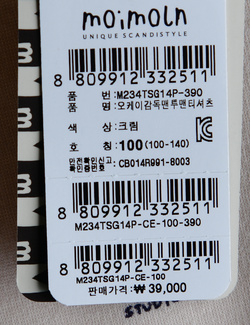 moimoln
UNIQUE SCANDISTYLE
8 809912 332511
품 번 :M234TSG14P-390
품 명 :오케이감독맨투맨티셔츠
색 상 :크림
호 칭 :100(100-140)
안전확인신고
확인증번호 : CB014R991-8003
8 809912 332511
M234TSG14P-CE-100-390
8 809912 332511
M234TSG14P-CE-100
판매가격:₩ 39,000